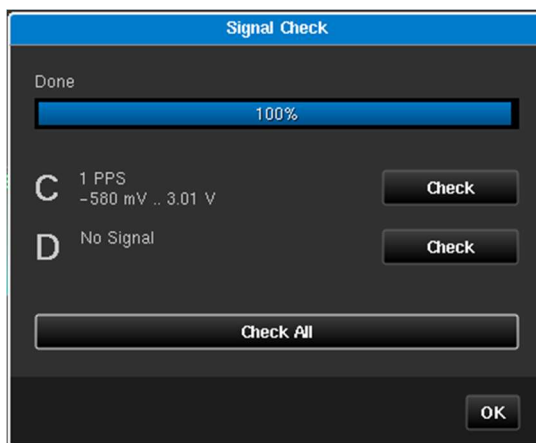 Signal Check
Done
100%
C
1 PPS
-580 mV .. 3.01 V
Check
D
No Signal
Check
Check All
OK